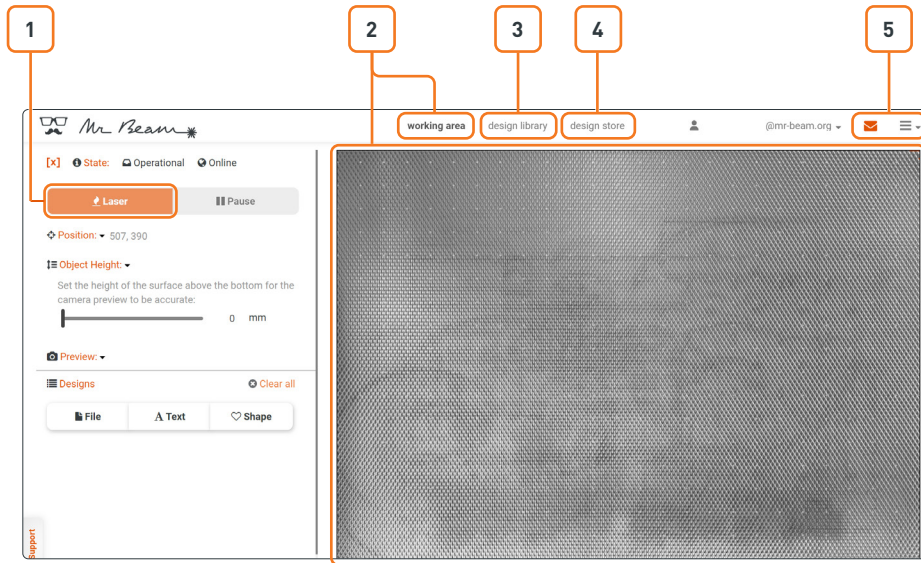 1 2 3 4 5
Mr Beam working area design library design store @mr-beam.org
[x] State: Operational Online
Laser Pause
Position: 507, 390
Object Height:
Set the height of the surface above the bottom for the
camera preview to be accurate:
0 mm
Preview:
Designs Clear all
File A Text Shape
Support